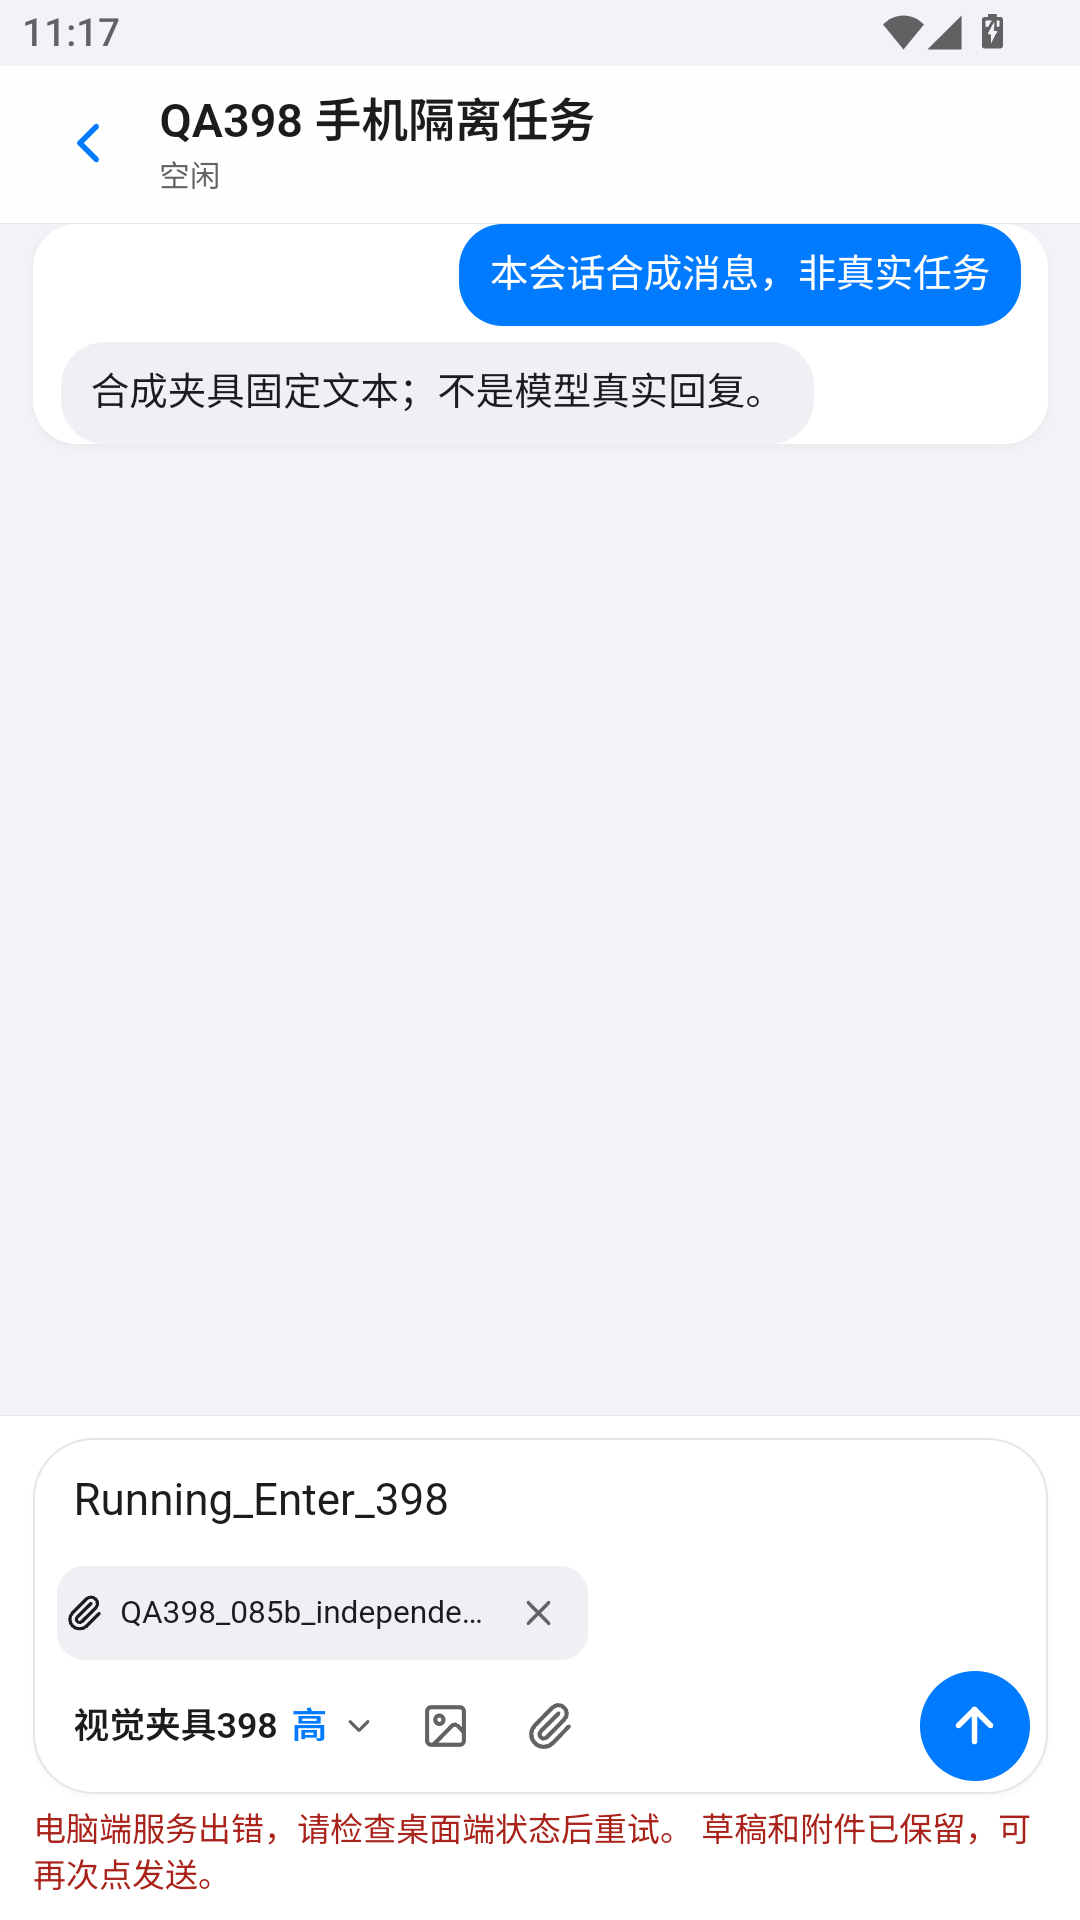 11:17
QA398 手机隔离任务
空闲
本会话合成消息，非真实任务
合成夹具固定文本；不是模型真实回复。
Running_Enter_398
QA398_085b_independe...
视觉夹具398 高
电脑端服务出错，请检查桌面端状态后重试。 草稿和附件已保留，可
再次点发送。